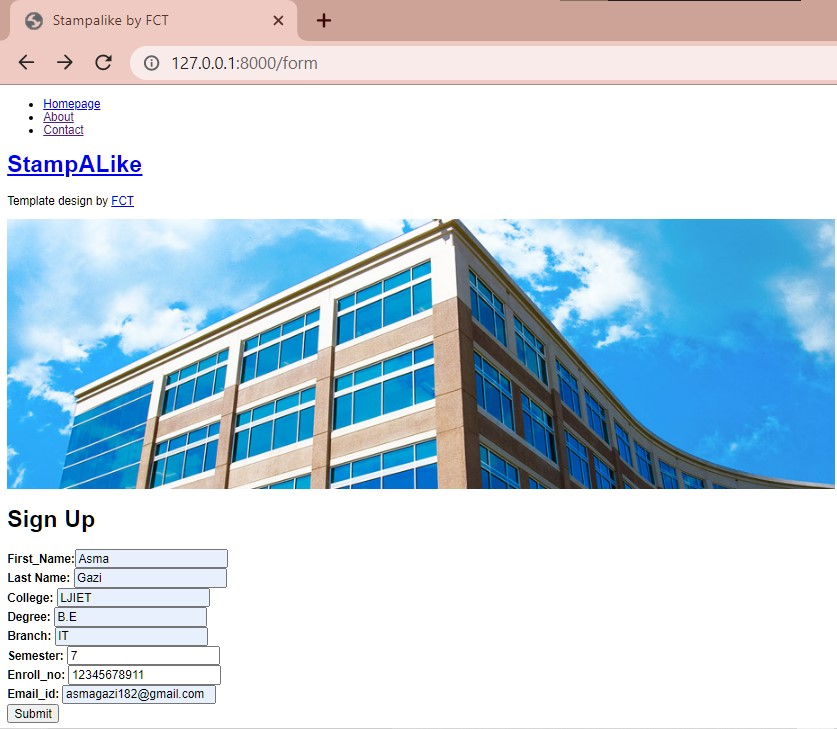 Stampalike by FCT
127.0.0.1:8000/form
Homepage
About
Contact
StampALike
Template design by FCT
Sign Up
First_Name: Asma
Last Name: Gazi
College: LJIET
Degree: B.E
Branch: IT
Semester: 7
Enroll_no: 12345678911
Email_id: asmagazi182@gmail.com
Submit